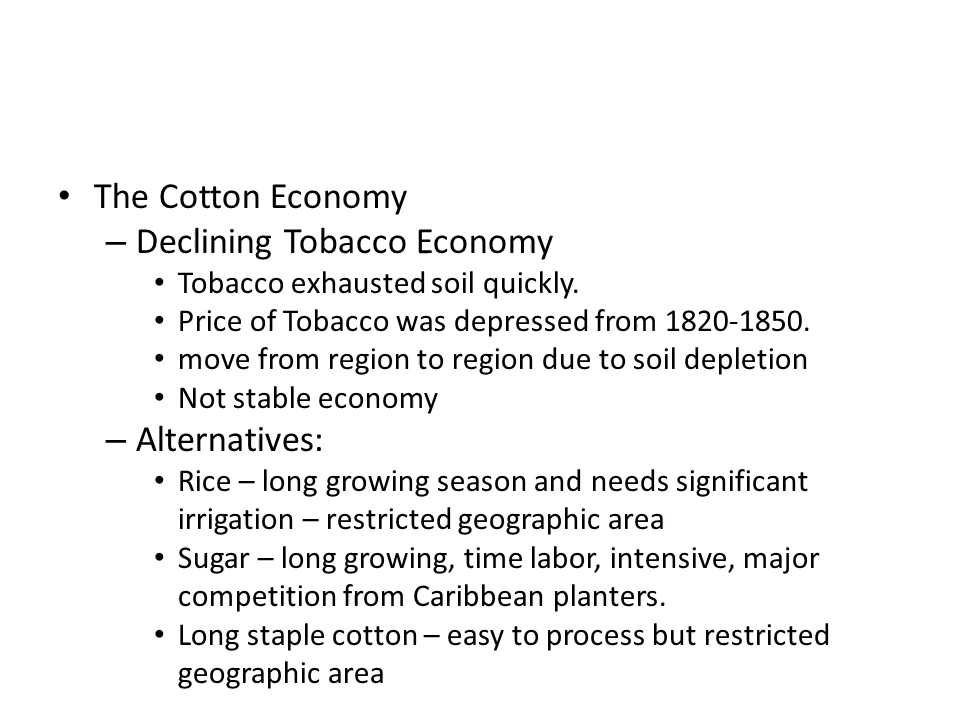 • The Cotton Economy
– Declining Tobacco Economy
• Tobacco exhausted soil quickly.
• Price of Tobacco was depressed from 1820-1850.
• move from region to region due to soil depletion
• Not stable economy
– Alternatives:
• Rice – long growing season and needs significant
irrigation – restricted geographic area
• Sugar – long growing, time labor, intensive, major
competition from Caribbean planters.
• Long staple cotton – easy to process but restricted
geographic area